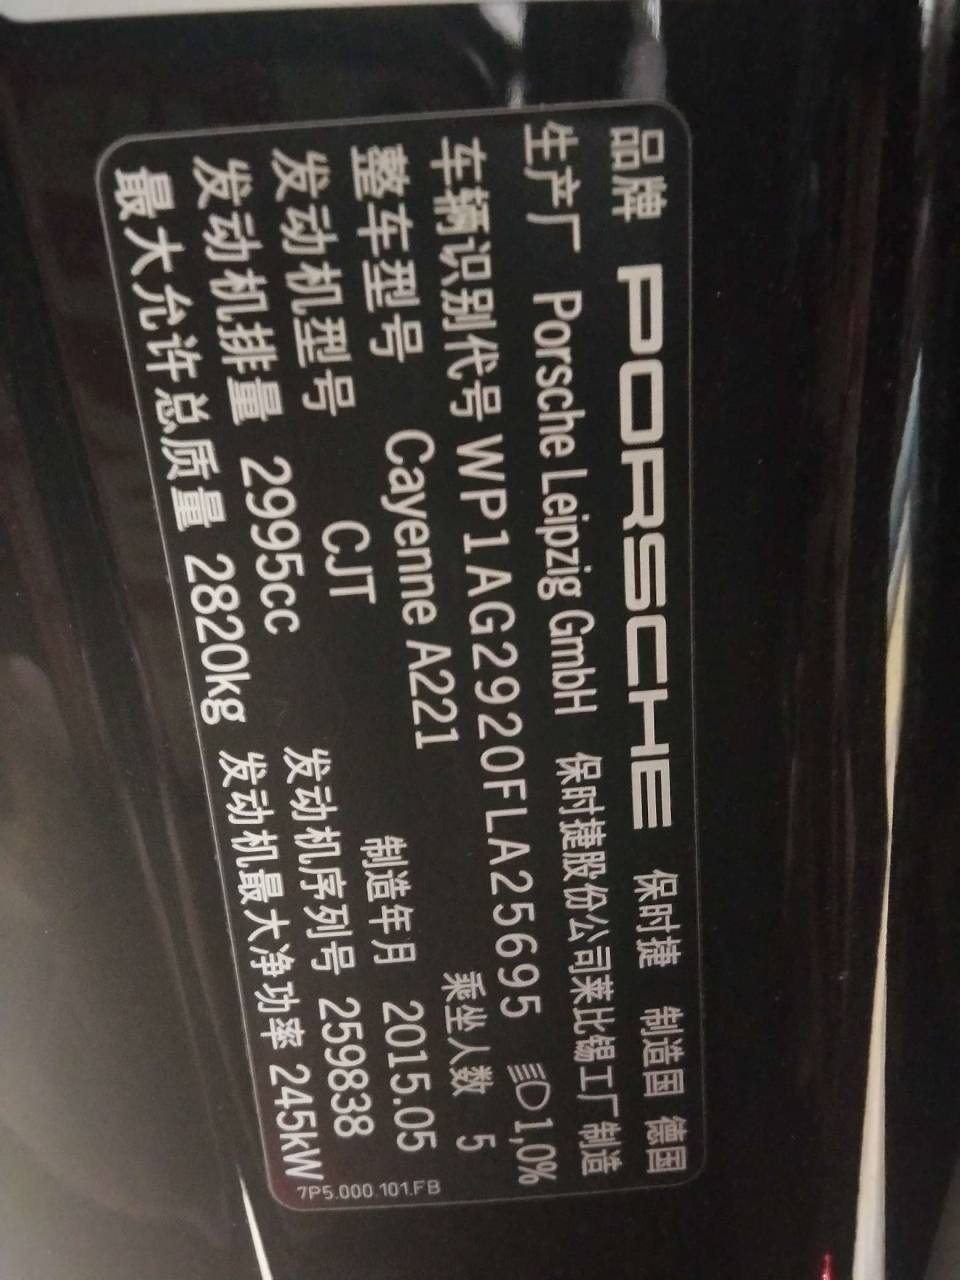 品牌 PORSCHE 保时捷 制造国 德国
生产厂 Porsche Leipzig GmbH 保时捷股份公司莱比锡工厂制造
车辆识别代号 WP1AG2920FLA25695 1,0%
整车型号 Cayenne A221 乘坐人数 5
发动机型号 CJT 制造年月 2015.05
发动机排量 2995cc 发动机序列号 259838
最大允许总质量 2820kg 发动机最大净功率 245kW
7P5.000.101.FB